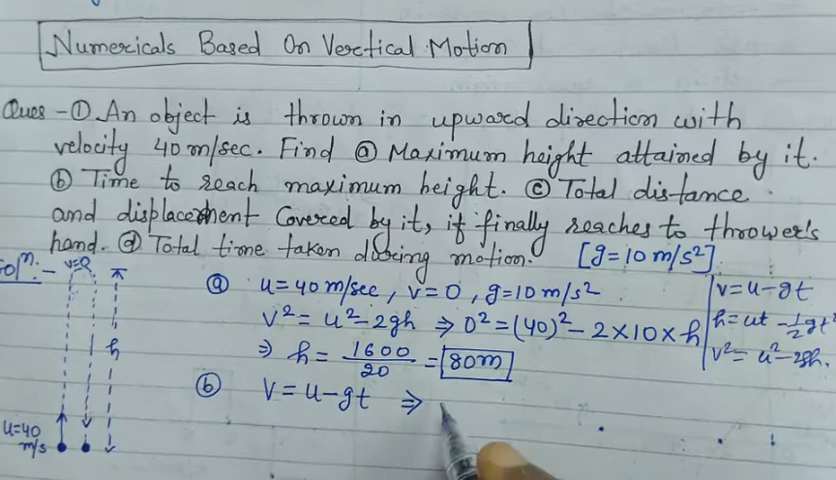 Numericals Based On Vertical Motion
Ques - ① An object is thrown in upward direction with
velocity 40 m/sec. Find ⓐ Maximum height attained by it.
ⓑ Time to reach maximum height. ⓒ Total distance
and displacement Covered by it, if finally reaches to thrower's
hand. ⓓ Total time taken during motion. [g=10 m/s²]
Solⁿ:-
v=0
h
u=40
m/s
ⓐ u=40 m/sec, v=0, g=10 m/s²
v² = u² - 2gh ⇒ 0² = (40)² - 2×10×h
⇒ h = 1600/20 = 80m
ⓑ v = u - gt ⇒
v = u - gt
h = ut - 1/2 gt²
v² = u² - 2gh.